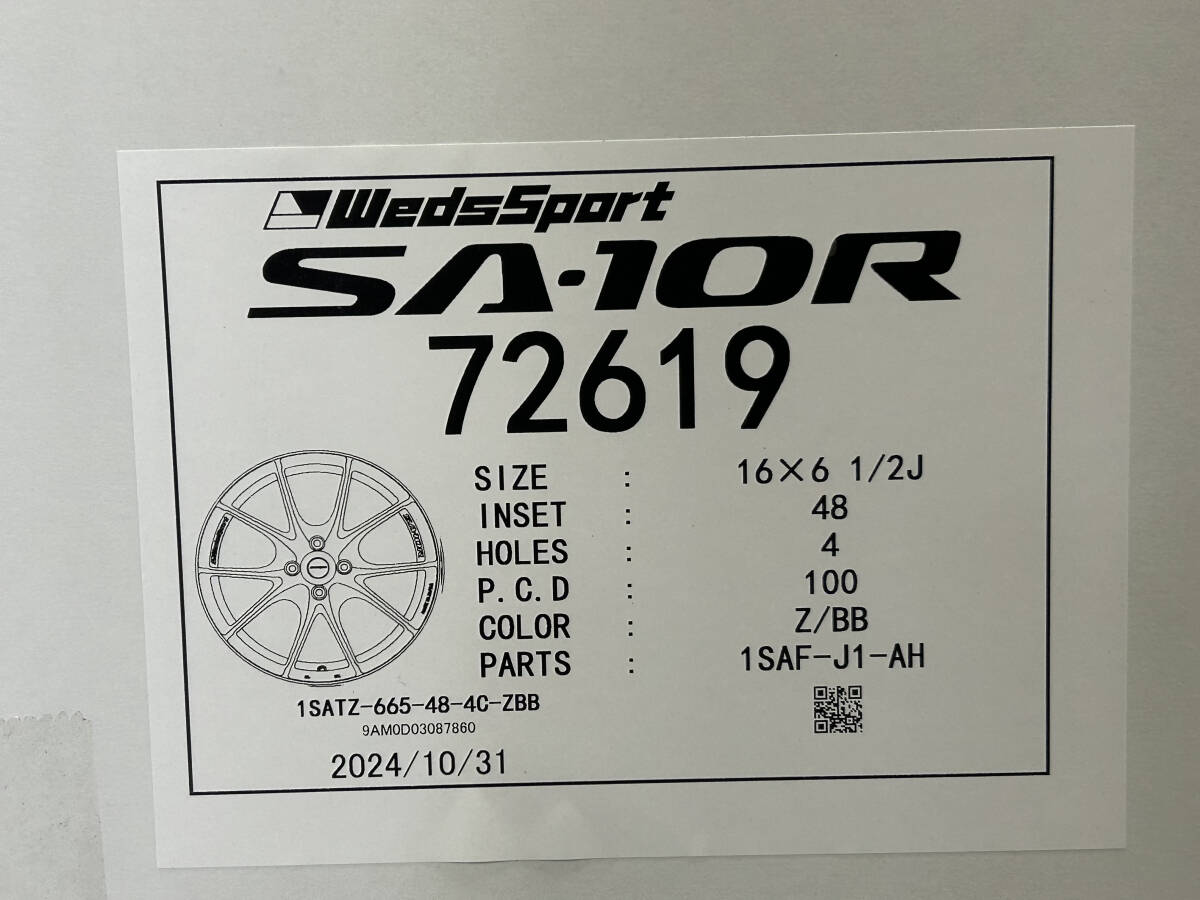 WedsSport
SA-10R
72619
SIZE : 16×6 1/2J
INSET : 48
HOLES : 4
P.C.D : 100
COLOR : Z/BB
PARTS : 1SAF-J1-AH
1SATZ-665-48-4C-ZBB
9AM0D03087860
2024/10/31